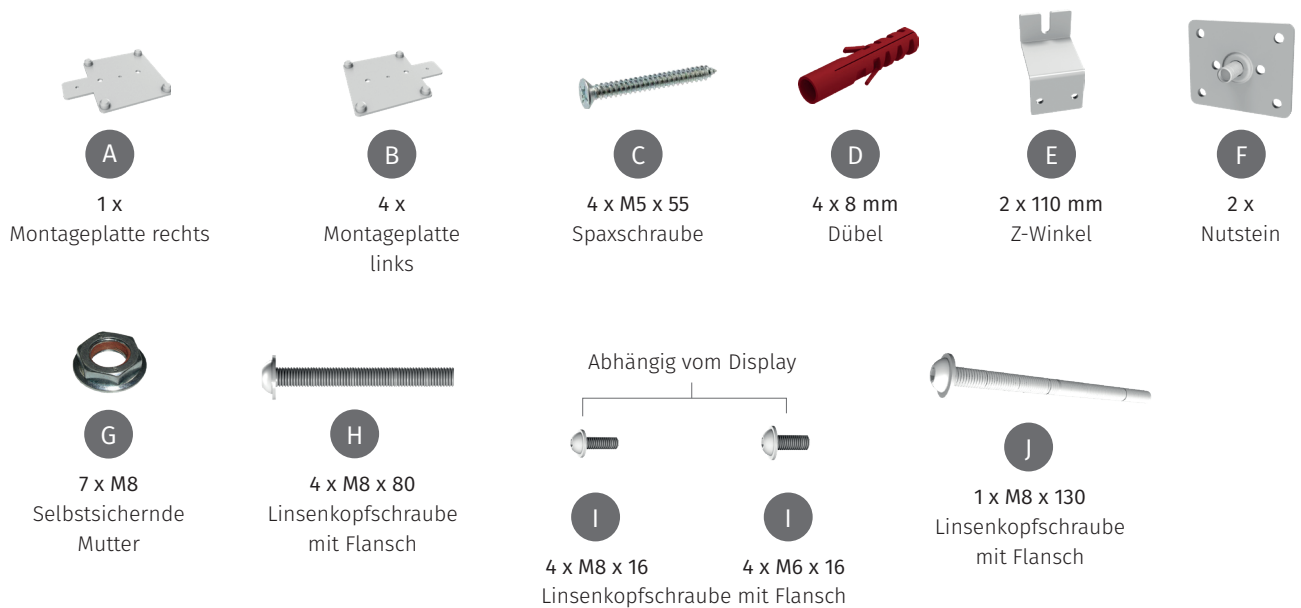 A
1 x
Montageplatte rechts
B
4 x
Montageplatte
links
C
4 x M5 x 55
Spaxschraube
D
4 x 8 mm
Dübel
E
2 x 110 mm
Z-Winkel
F
2 x
Nutstein
G
7 x M8
Selbstsichernde
Mutter
H
4 x M8 x 80
Linsenkopfschraube
mit Flansch
Abhängig vom Display
I
I
4 x M8 x 16
4 x M6 x 16
Linsenkopfschraube mit Flansch
J
1 x M8 x 130
Linsenkopfschraube
mit Flansch